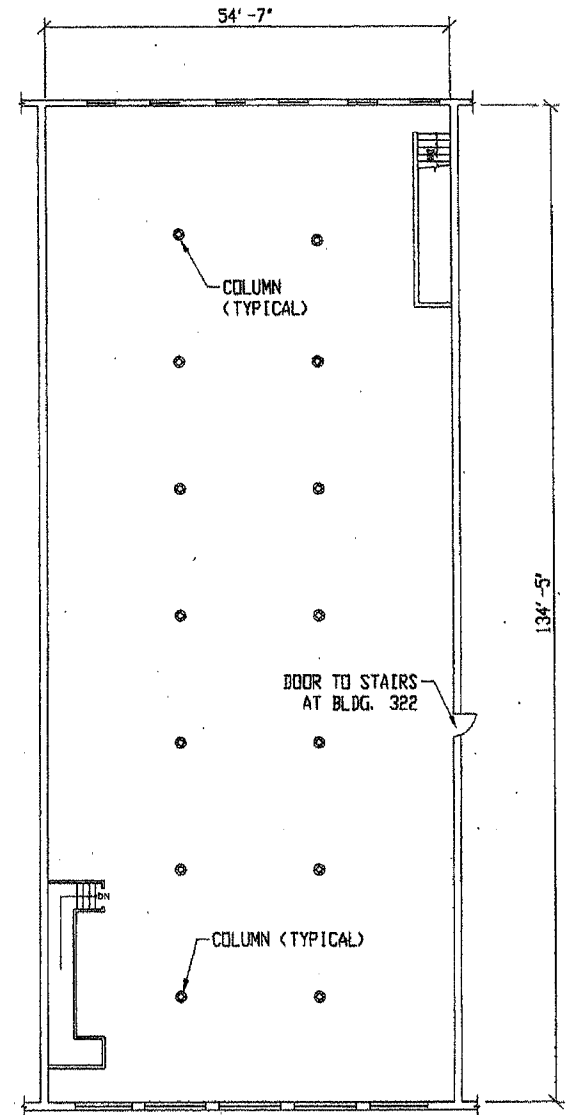 54'-7"
COLUMN
(TYPICAL)
134'-5"
DOOR TO STAIRS
AT BLDG. 322
DN
COLUMN (TYPICAL)